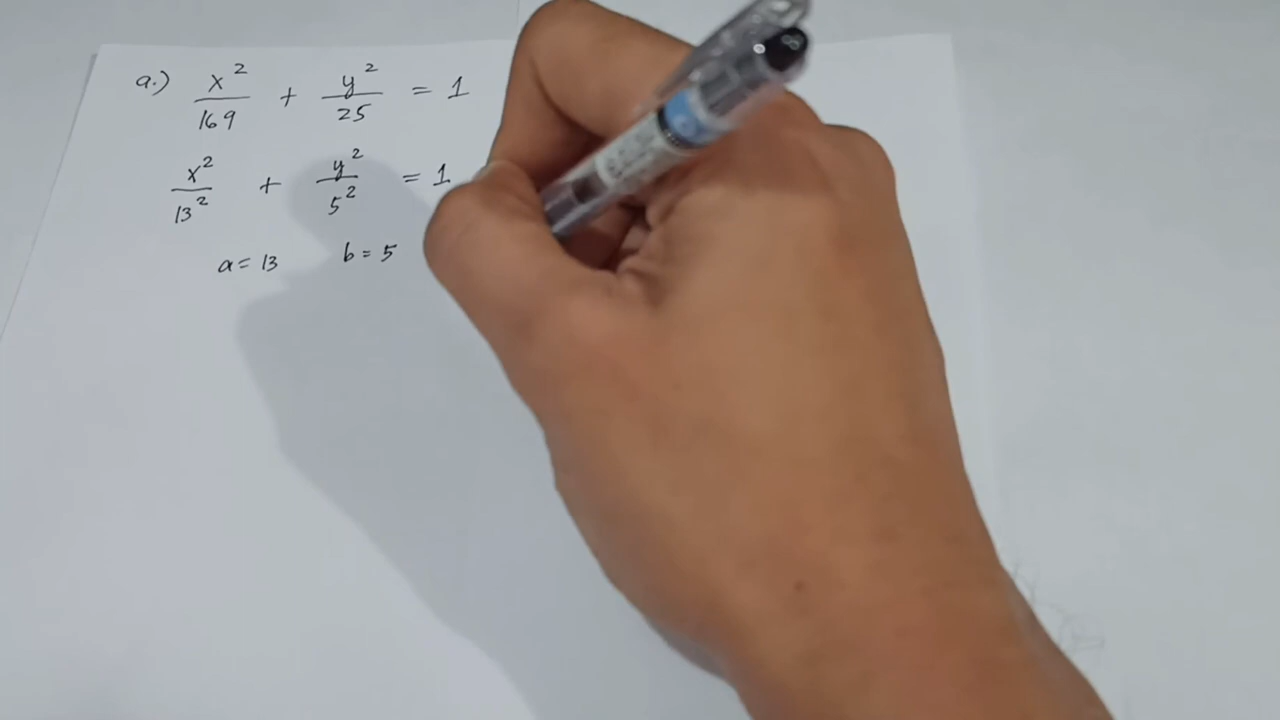 a.) x²/169 + y²/25 = 1
x²/13² + y²/5² = 1
a = 13 b = 5